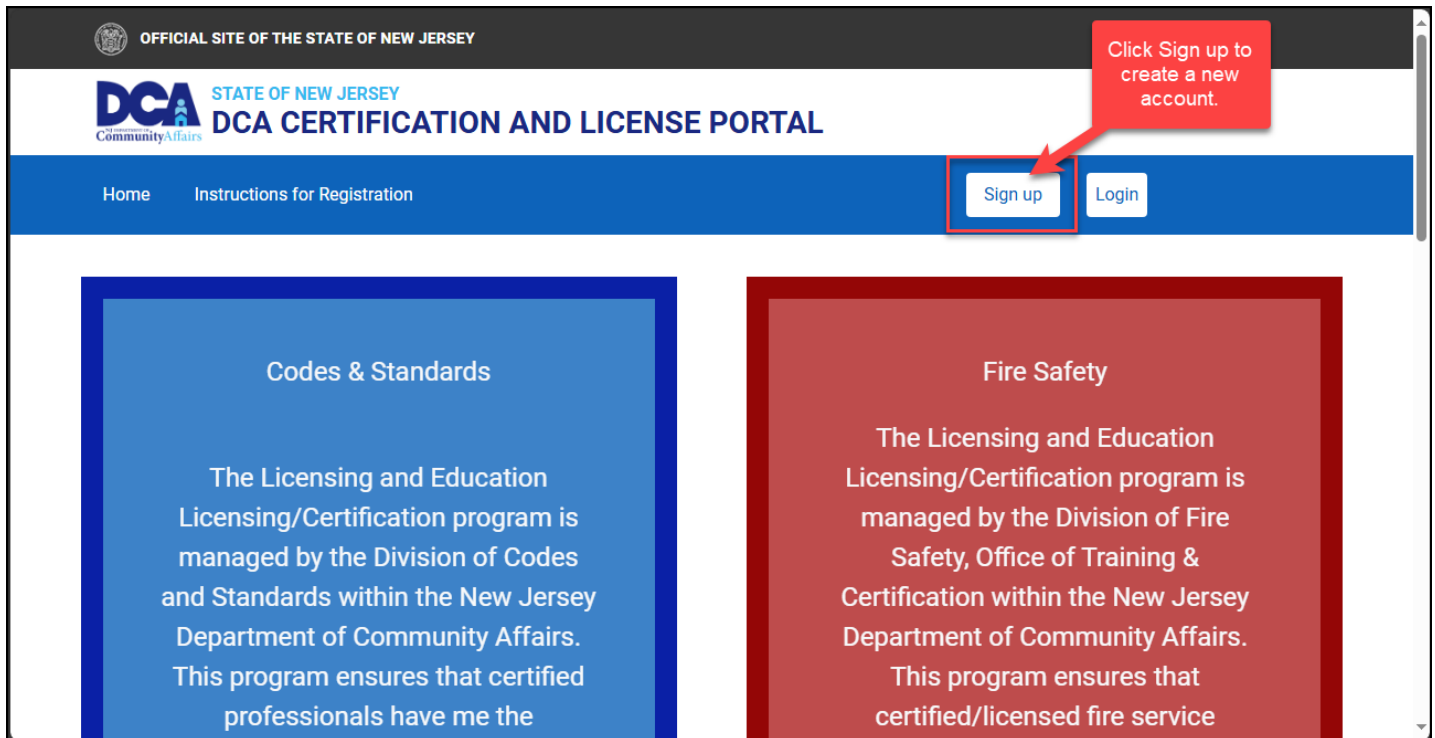 OFFICIAL SITE OF THE STATE OF NEW JERSEY
Click Sign up to
create a new
account.
DCA
NJ DEPARTMENT OF
CommunityAffairs
STATE OF NEW JERSEY
DCA CERTIFICATION AND LICENSE PORTAL
Home
Instructions for Registration
Sign up
Login
Codes & Standards
The Licensing and Education
Licensing/Certification program is
managed by the Division of Codes
and Standards within the New Jersey
Department of Community Affairs.
This program ensures that certified
professionals have me the
Fire Safety
The Licensing and Education
Licensing/Certification program is
managed by the Division of Fire
Safety, Office of Training &
Certification within the New Jersey
Department of Community Affairs.
This program ensures that
certified/licensed fire service